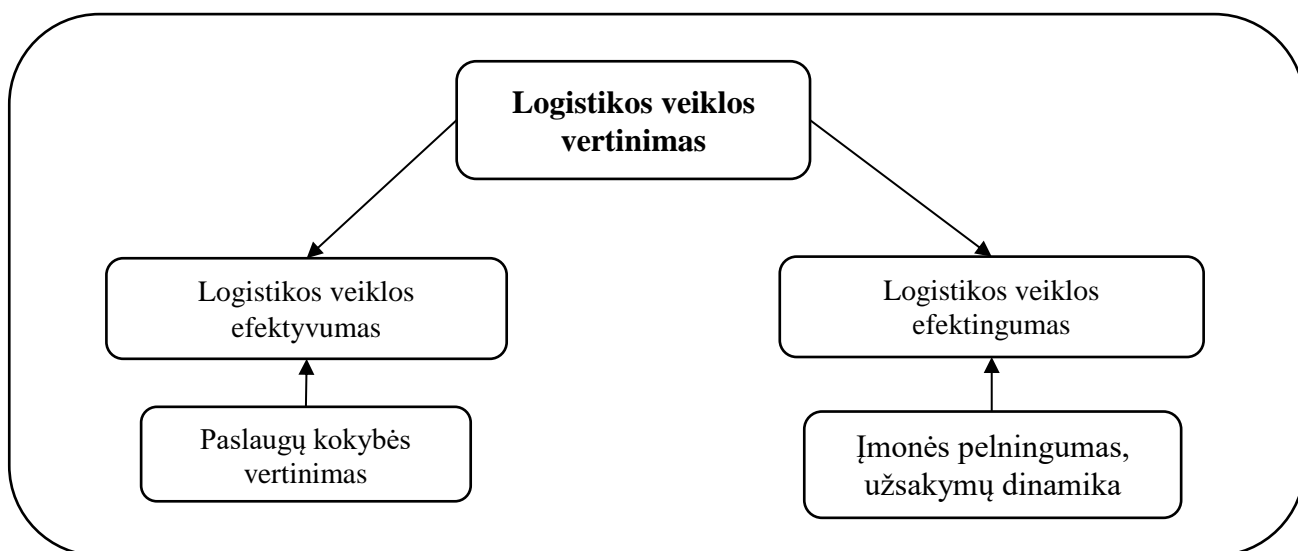 Logistikos veiklos
vertinimas
Logistikos veiklos
efektyvumas
Logistikos veiklos
efektingumas
Paslaugų kokybės
vertinimas
Įmonės pelningumas,
užsakymų dinamika